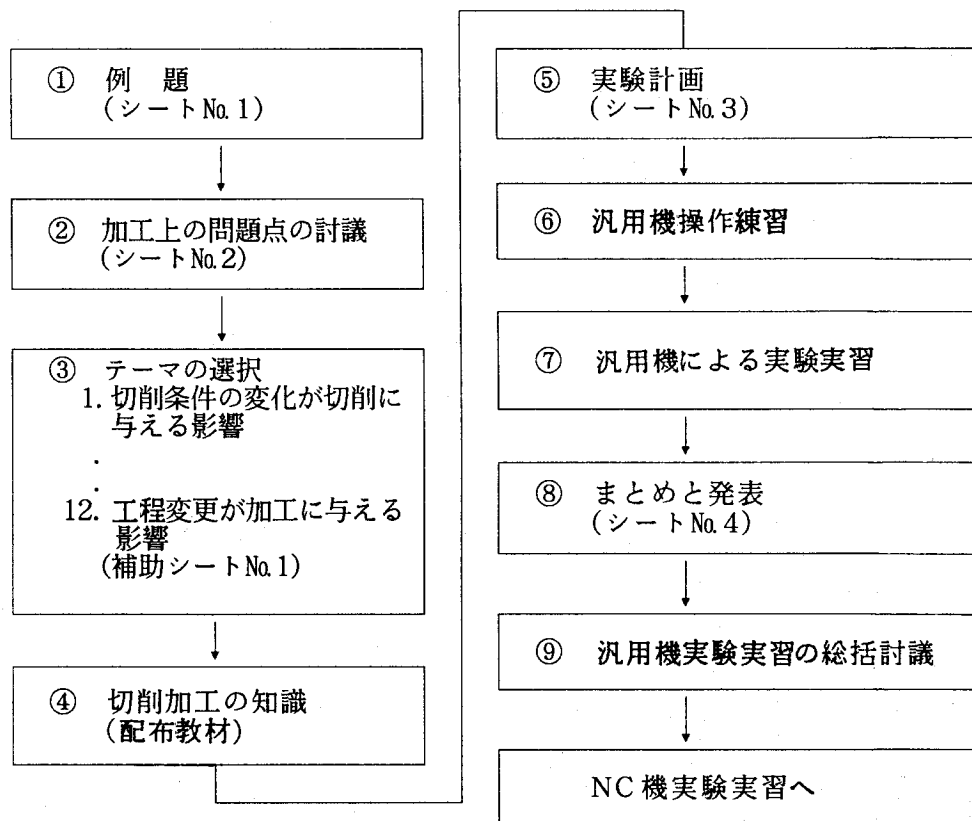 ① 例　題
(シートNo.1)
② 加工上の問題点の討議
(シートNo.2)
③ テーマの選択
1. 切削条件の変化が切削に
与える影響
.
.
12. 工程変更が加工に与える
影響
(補助シートNo.1)
④ 切削加工の知識
(配布教材)
⑤ 実験計画
(シートNo.3)
⑥ 汎用機操作練習
⑦ 汎用機による実験実習
⑧ まとめと発表
(シートNo.4)
⑨ 汎用機実験実習の総括討議
NC機実験実習へ